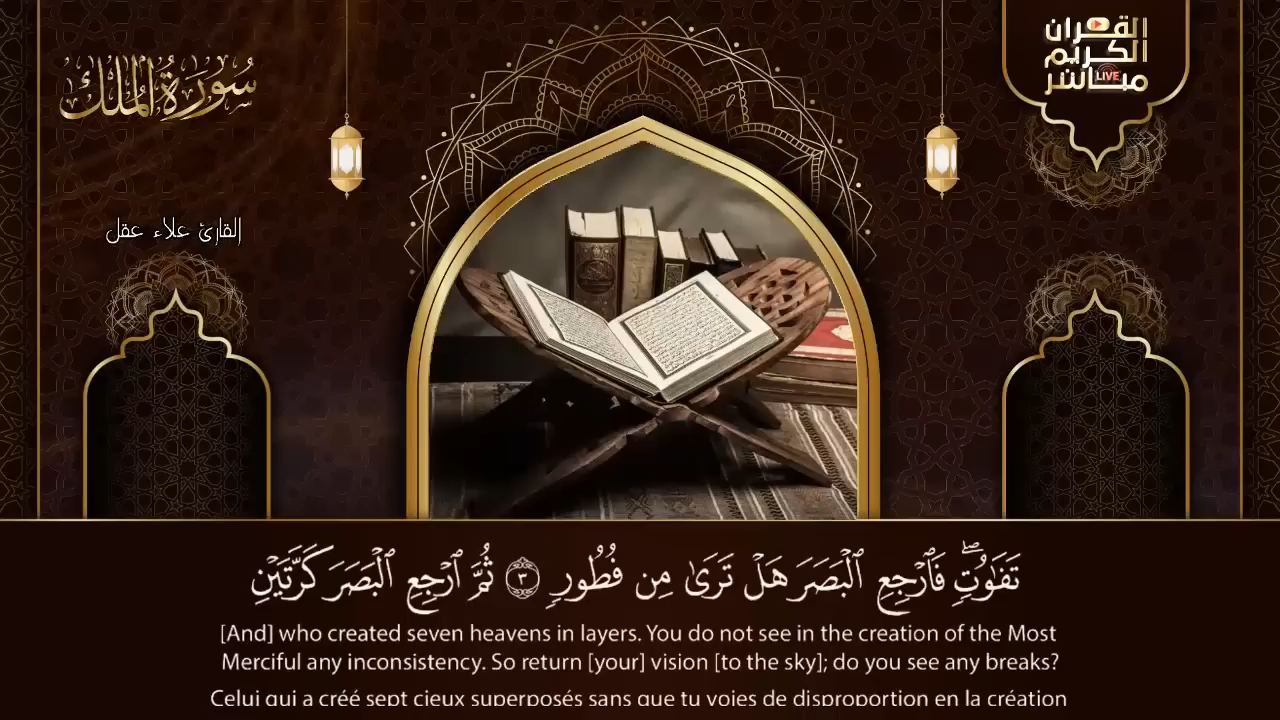 سُورَةُ الْمُلْكِ
القرآن
الكريم
مباشر
LIVE
القارئ علاء عقل
تَفَٰوُتٍۖ فَٱرْجِعِ ٱلْبَصَرَ هَلْ تَرَىٰ مِن فُطُورٍ ٣ ثُمَّ ٱرْجِعِ ٱلْبَصَرَ كَرَّتَيْنِ
[And] who created seven heavens in layers. You do not see in the creation of the Most
Merciful any inconsistency. So return [your] vision [to the sky]; do you see any breaks?
Celui qui a créé sept cieux superposés sans que tu voies de disproportion en la création